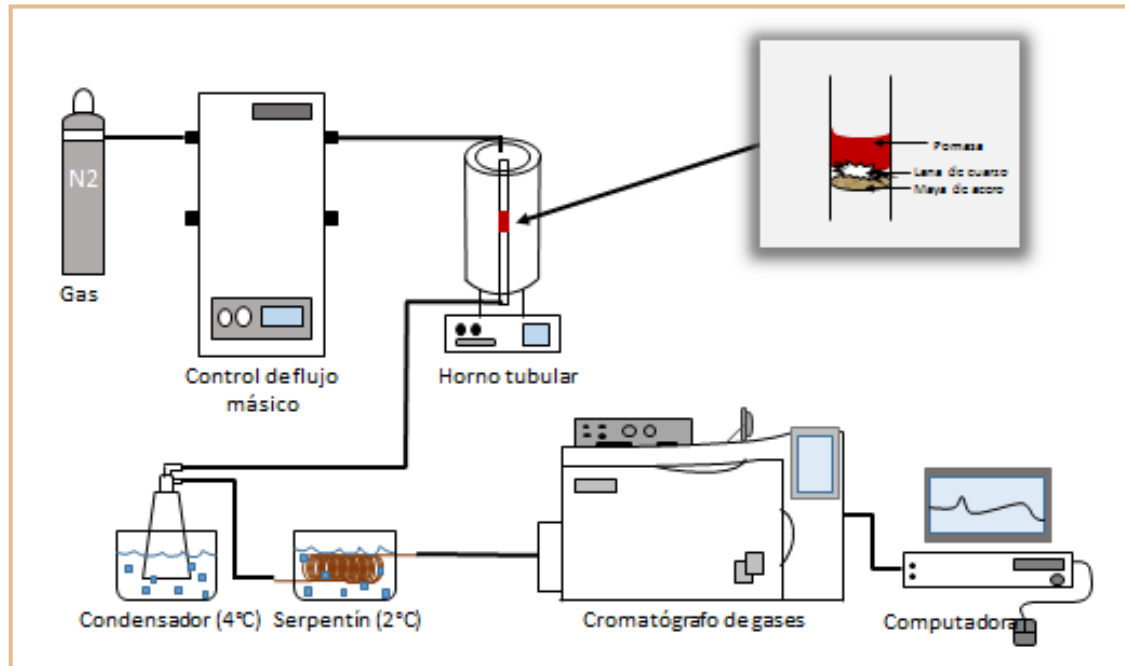 Pomasa
Lana de cuarzo
Maya de acero
N2
Gas
Control de flujo
másico
Horno tubular
Condensador (4°C)
Serpentín (2°C)
Cromatógrafo de gases
Computadora